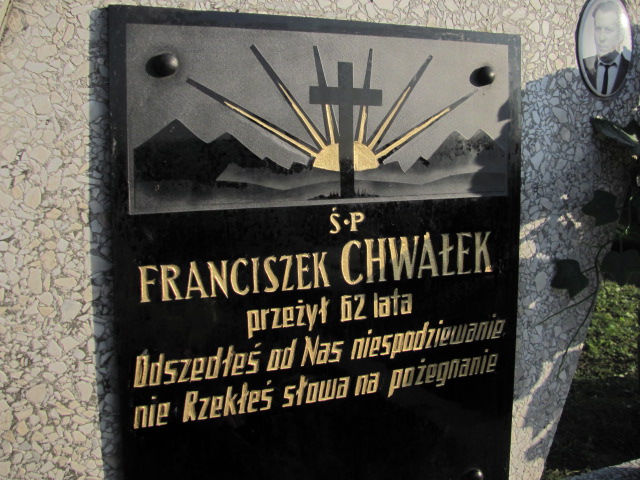 Ś·P
FRANCISZEK CHWAŁEK
przeżył 62 lata
Odszedłeś od Nas niespodziewanie
nie Rzekłeś słowa na pożegnanie